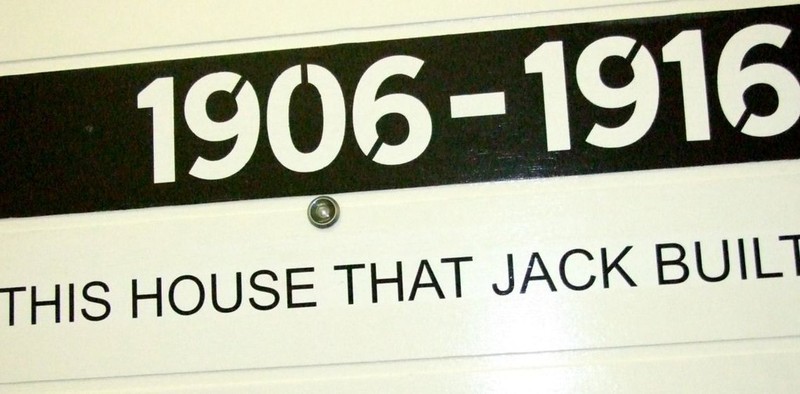 1906-1916
THIS HOUSE THAT JACK BUILT